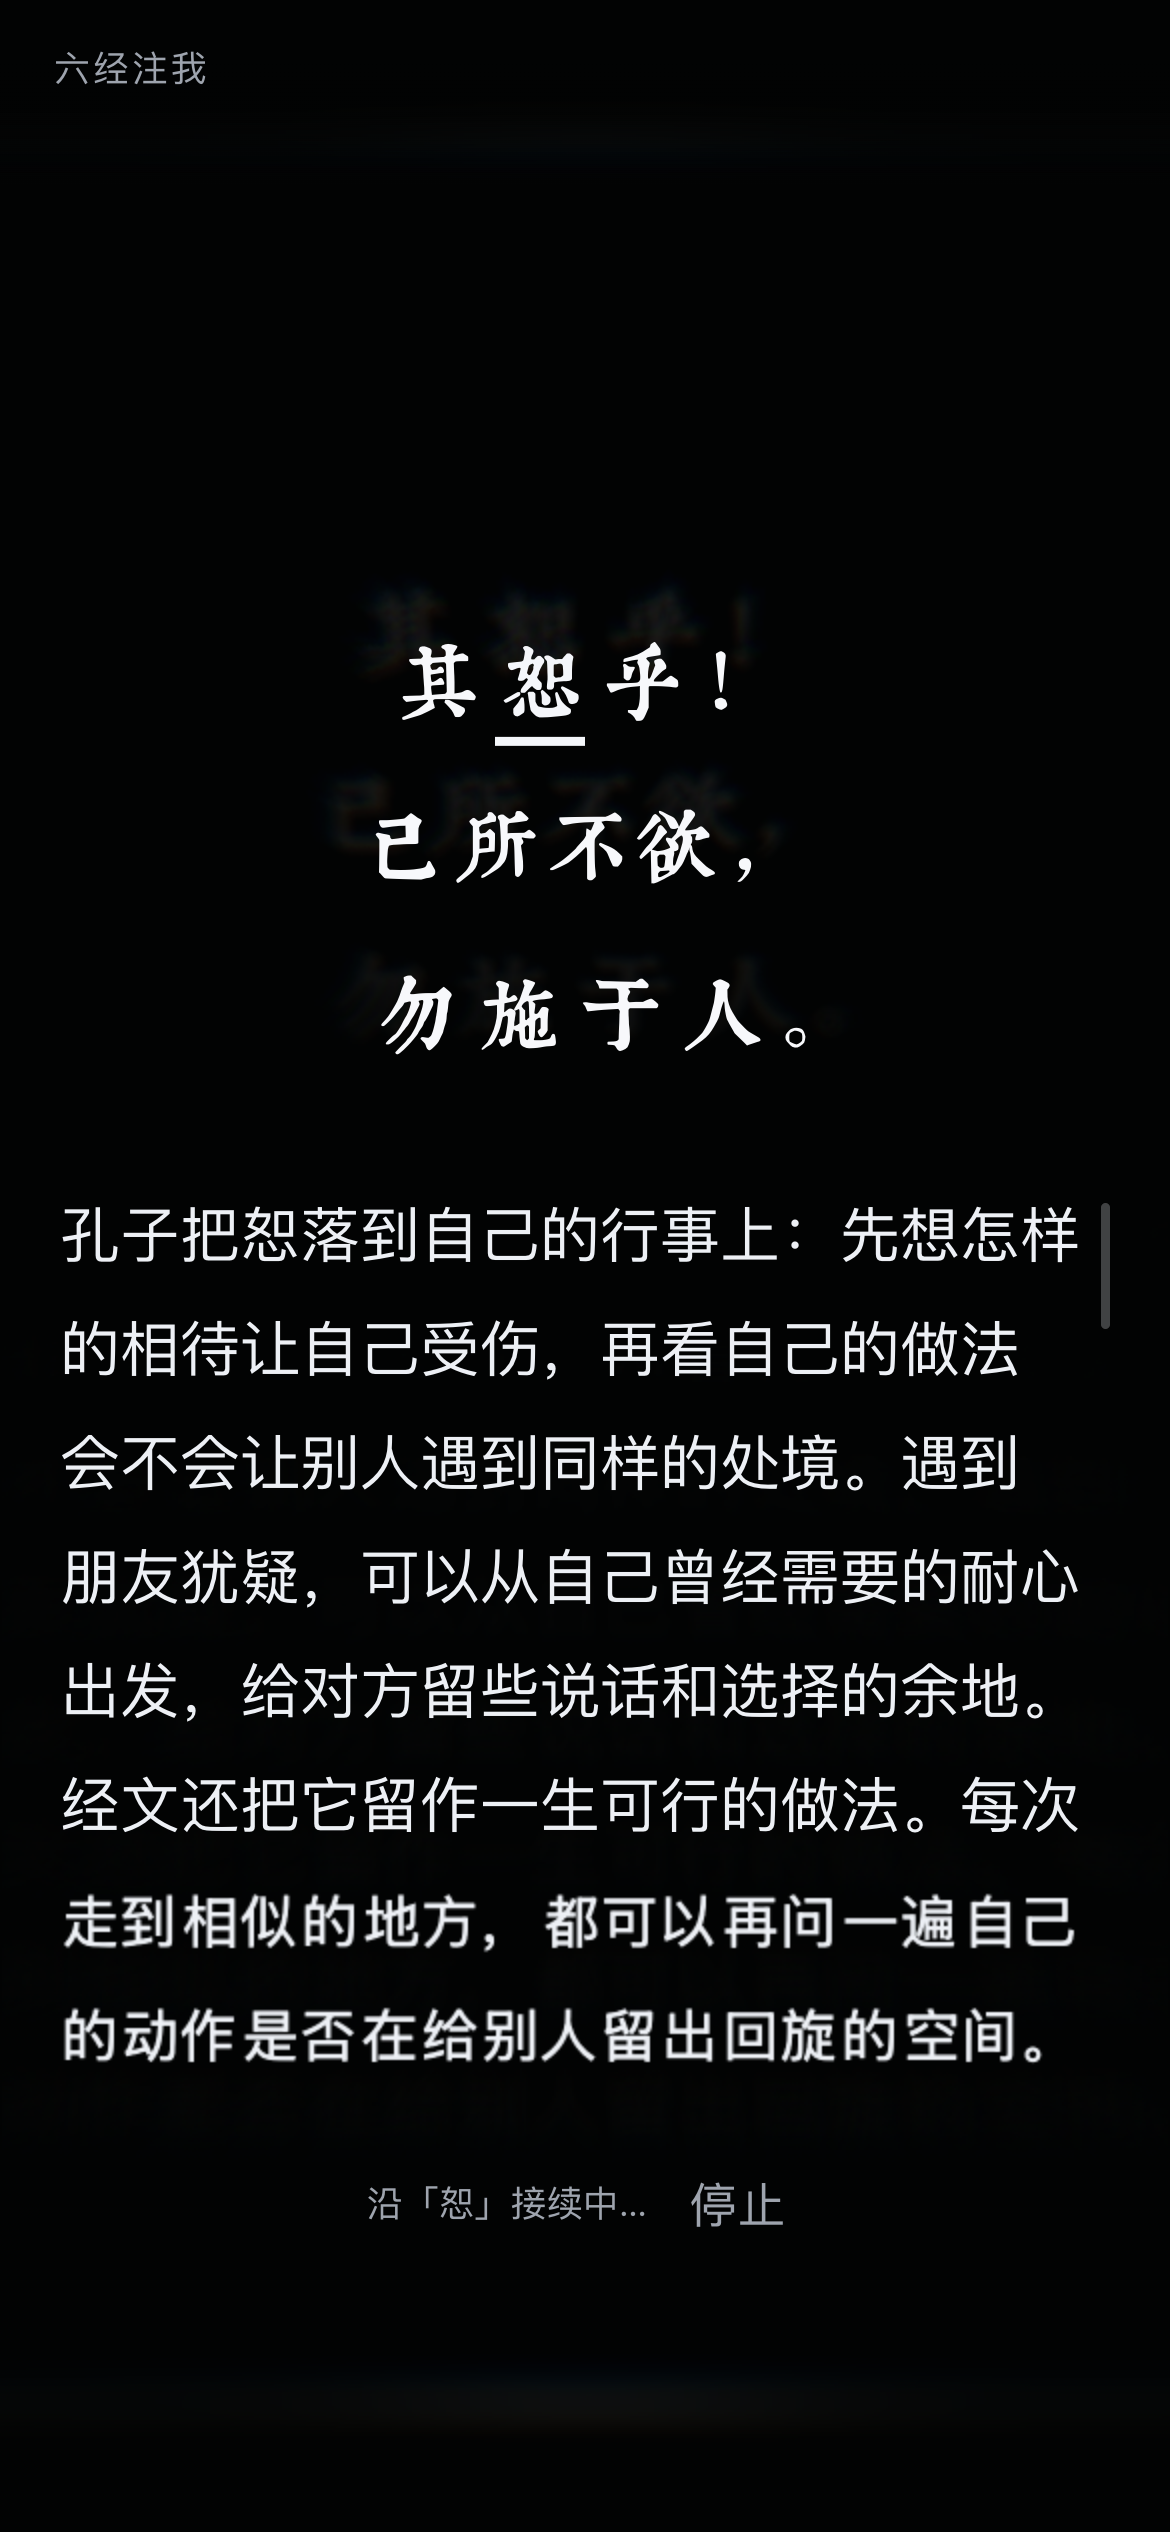 六经注我
其恕乎！
己所不欲，
勿施于人。
孔子把恕落到自己的行事上：先想怎样
的相待让自己受伤，再看自己的做法
会不会让别人遇到同样的处境。遇到
朋友犹疑，可以从自己曾经需要的耐心
出发，给对方留些说话和选择的余地。
经文还把它留作一生可行的做法。每次
走到相似的地方，都可以再问一遍自己
的动作是否在给别人留出回旋的空间。
沿「恕」接续中... 停止